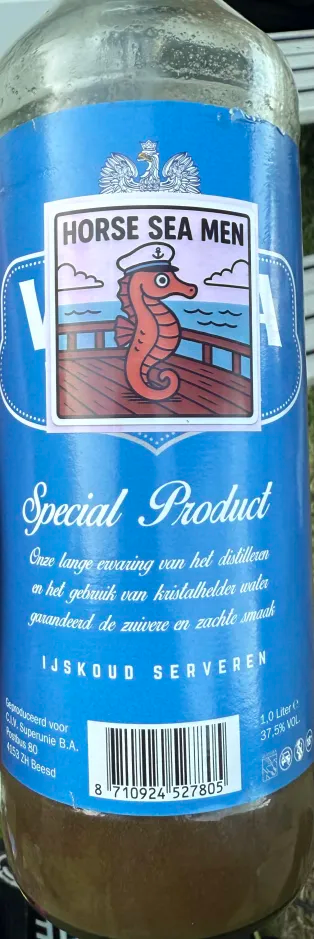 HORSE SEA MEN
Special Product
Onze lange ervaring van het distilleren
en het gebruik van kristalhelder water
garandeerd de zuivere en zachte smaak
IJSKOUD SERVEREN
Geproduceerd voor
C.I.V. Superunie B.A.
Postbus 80
4153 ZH Beesd
1,0 Liter e
37.5% VOL.
8 710924 527805